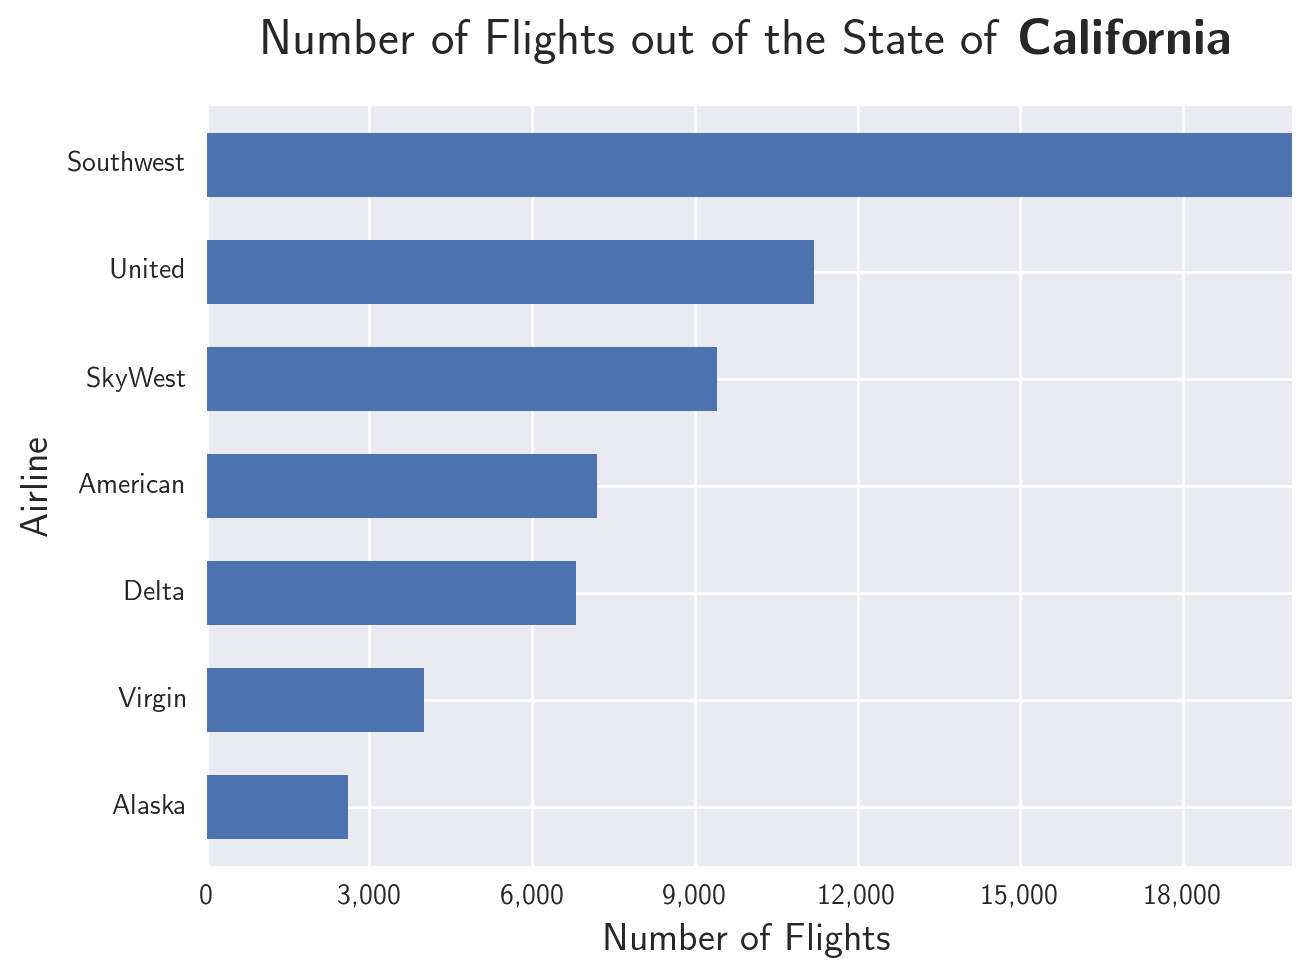 Number of Flights out of the State of California
Southwest
United
SkyWest
American
Delta
Virgin
Alaska
Airline
0 3,000 6,000 9,000 12,000 15,000 18,000
Number of Flights